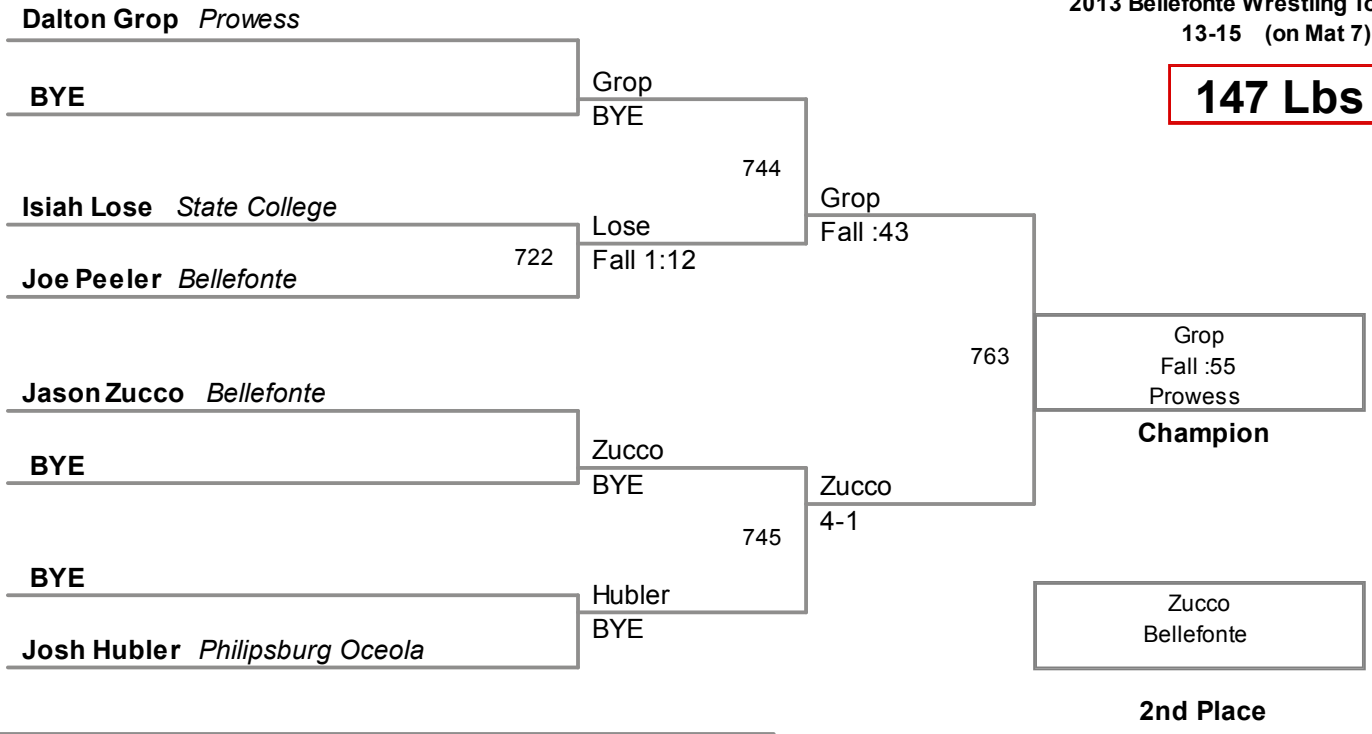 Dalton Grop Prowess
2013 Bellefonte Wrestling
13-15 (on Mat 7)
147 Lbs
BYE
Grop
BYE
744
Isiah Lose State College
Grop
Fall :43
Lose
722
Fall 1:12
Joe Peeler Bellefonte
Grop
763
Fall :55
Jason Zucco Bellefonte
Prowess
Champion
Zucco
BYE
BYE
Zucco
4-1
745
BYE
Hubler
BYE
Zucco
Bellefonte
Josh Hubler Philipsburg Oceola
2nd Place